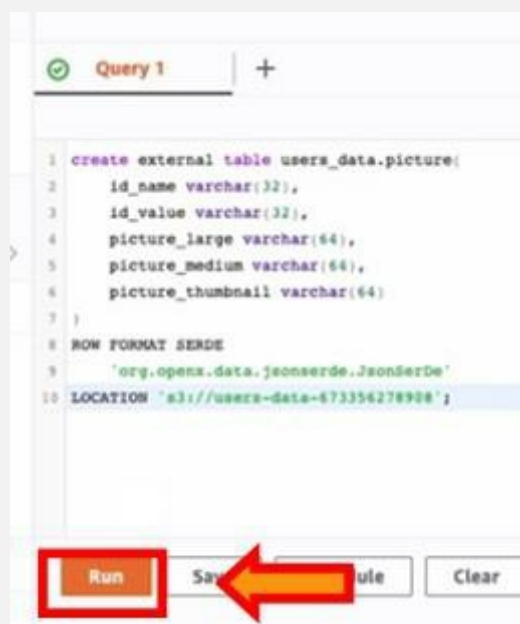 Query 1 +
1 create external table users_data.picture(
2 id_name varchar(32),
3 id_value varchar(32),
4 picture_large varchar(64),
5 picture_medium varchar(64),
6 picture_thumbnail varchar(64)
7 )
8 ROW FORMAT SERDE
9 'org.openx.data.jsonserde.JsonSerDe'
10 LOCATION 's3://users-data-673356278908';
Run Clear